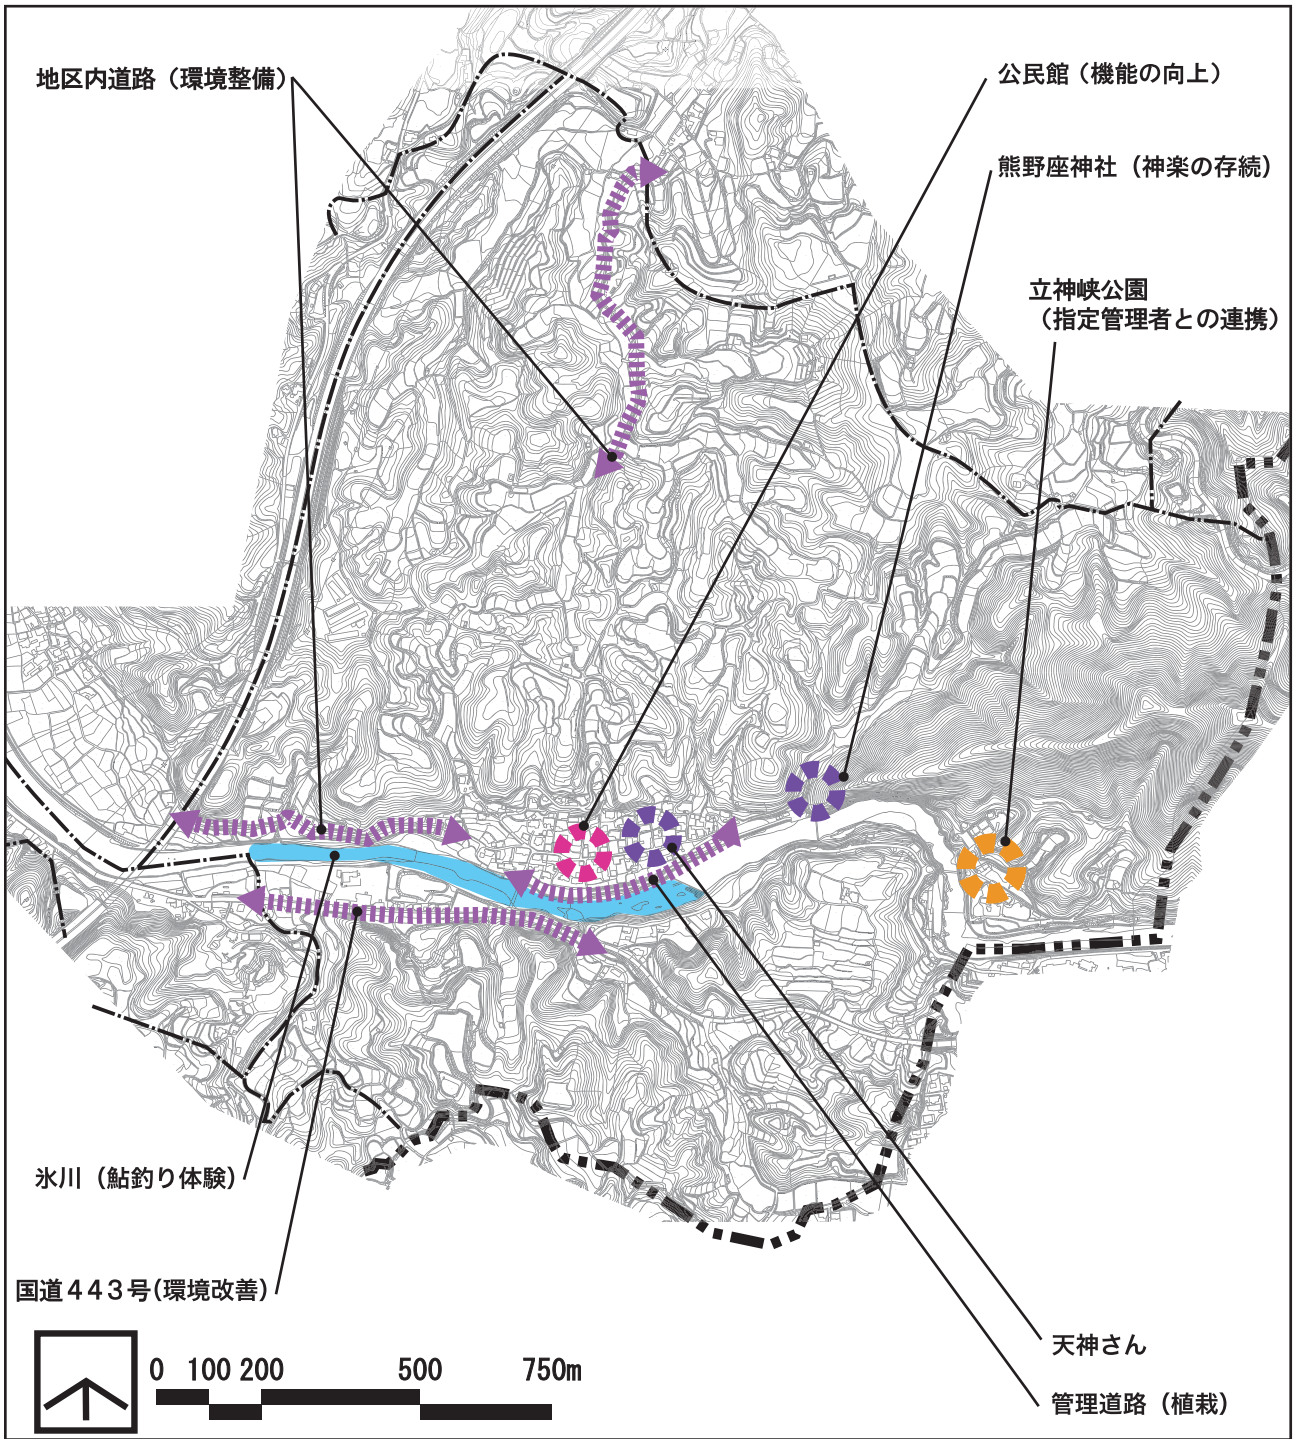 地区内道路（環境整備）
公民館（機能の向上）
熊野座神社（神楽の存続）
立神峡公園
（指定管理者との連携）
氷川（鮎釣り体験）
国道４４３号(環境改善)
0 100 200 500 750m
天神さん
管理道路（植栽）